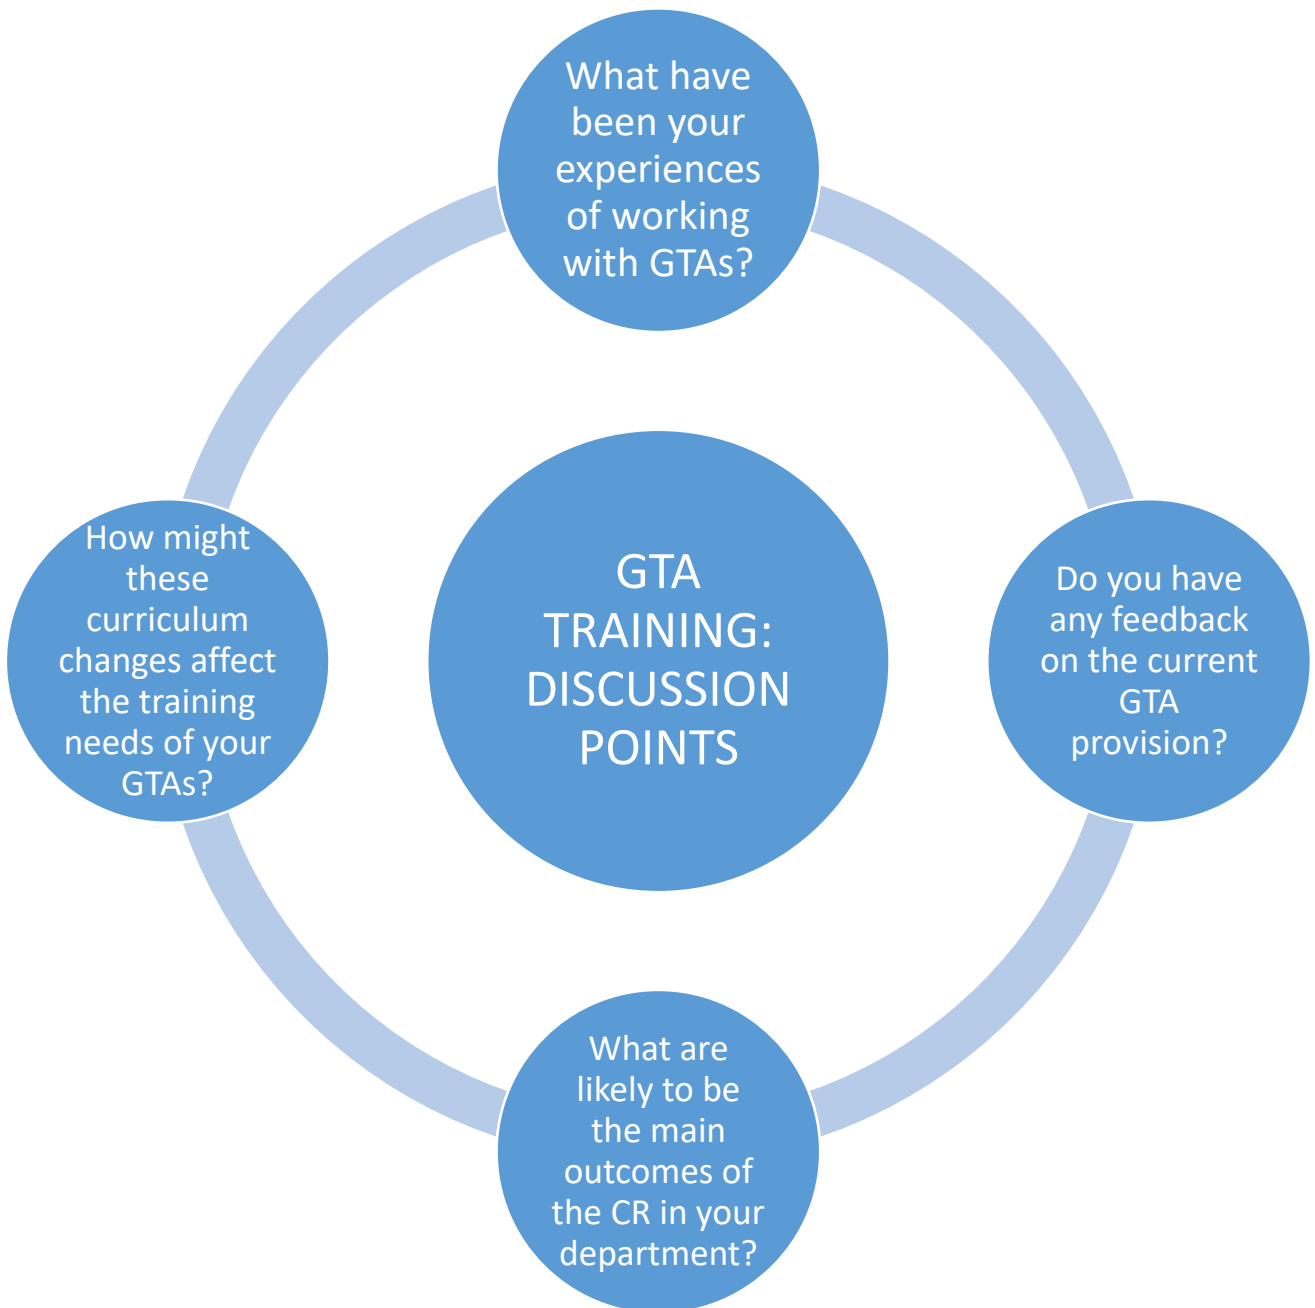 What have
been your
experiences
of working
with GTAs?
GTA
TRAINING:
DISCUSSION
POINTS
Do you have
any feedback
on the current
GTA
provision?
What are
likely to be
the main
outcomes of
the CR in your
department?
How might
these
curriculum
changes affect
the training
needs of your
GTAs?